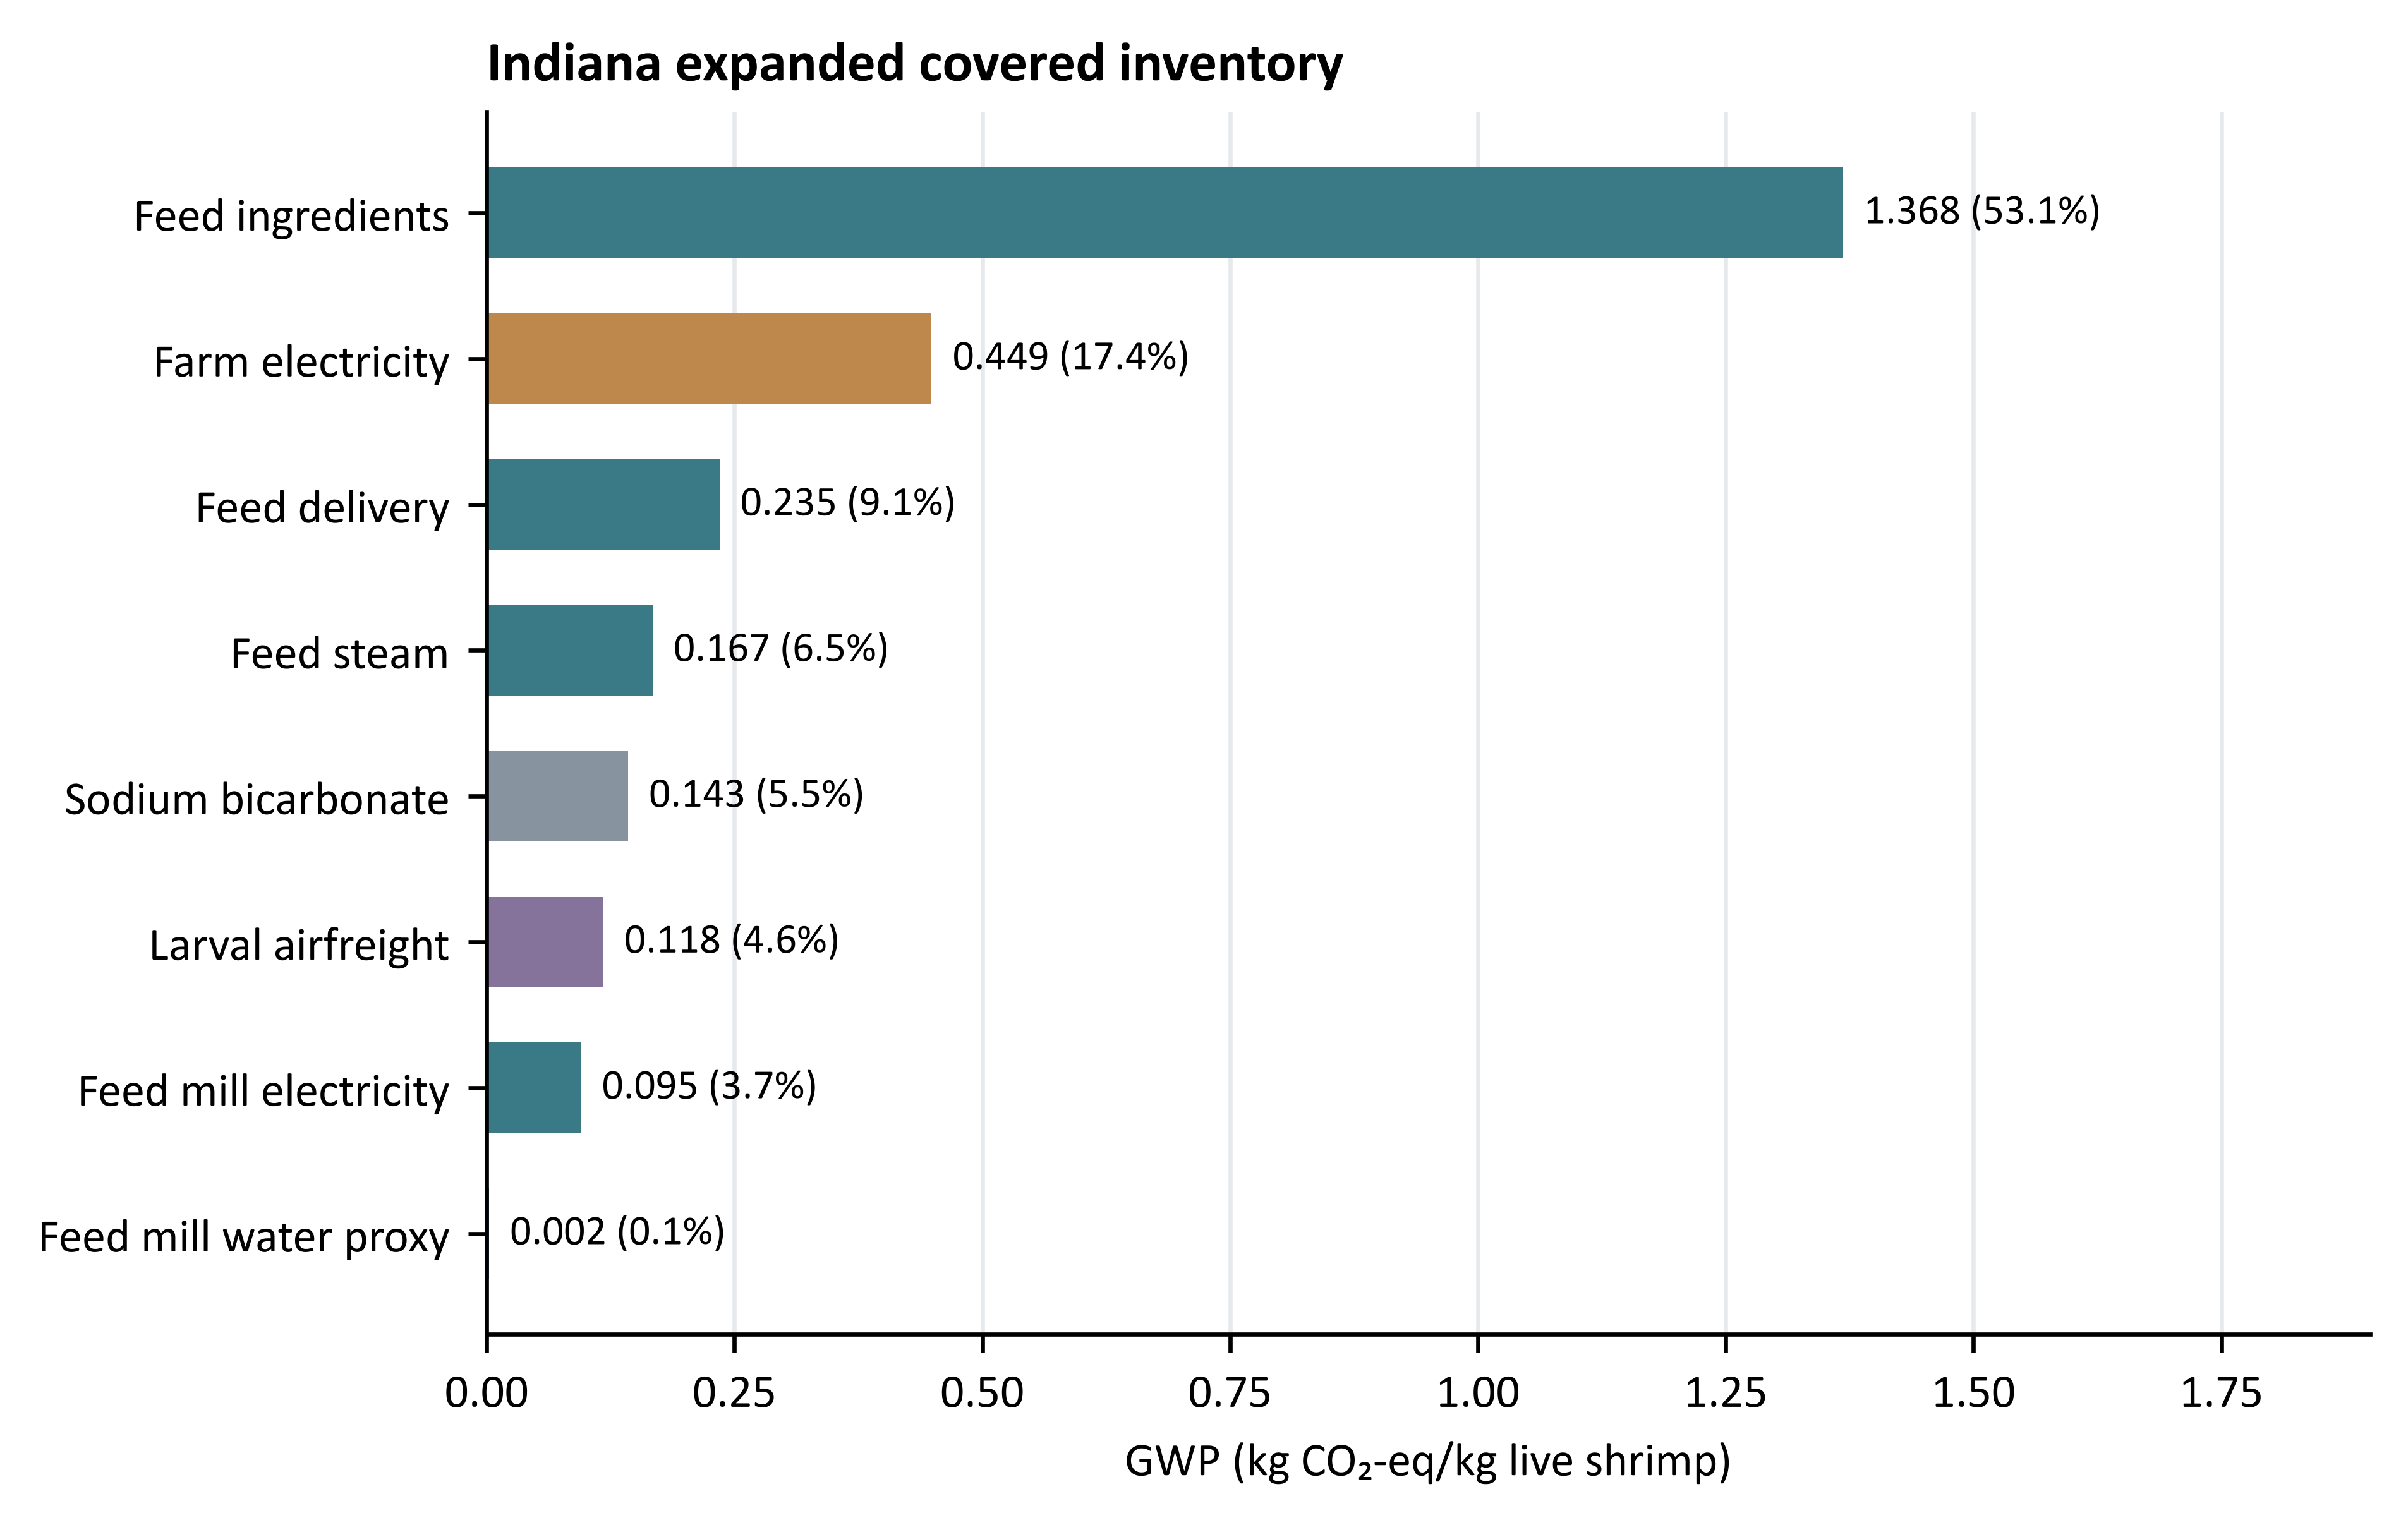 Indiana expanded covered inventory
Feed ingredients 1.368 (53.1%)
Farm electricity 0.449 (17.4%)
Feed delivery 0.235 (9.1%)
Feed steam 0.167 (6.5%)
Sodium bicarbonate 0.143 (5.5%)
Larval airfreight 0.118 (4.6%)
Feed mill electricity 0.095 (3.7%)
Feed mill water proxy 0.002 (0.1%)
0.00 0.25 0.50 0.75 1.00 1.25 1.50 1.75
GWP (kg CO₂-eq/kg live shrimp)